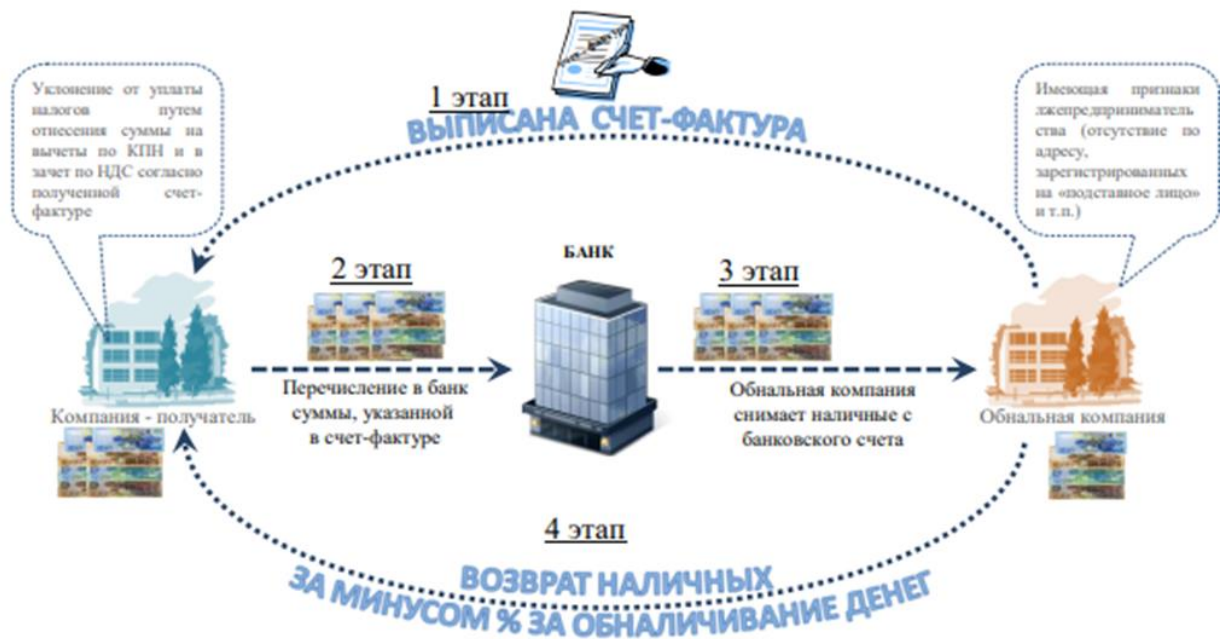 1 этап
ВЫПИСАНА СЧЕТ-ФАКТУРА
Уклонение от уплаты
налогов путем
отнесения суммы на
вычеты по КПН и в
зачет по НДС согласно
полученной счет-
фактуре
Имеющая признаки
лжепредприниматель
ства (отсутствие по
адресу,
зарегистрированных
на «подставное лицо»
и т.п.)
2 этап
БАНК
3 этап
Перечисление в банк
суммы, указанной
в счет-фактуре
Обнальная компания
снимает наличные с
банковского счета
Компания - получатель
Обнальная компания
4 этап
ВОЗВРАТ НАЛИЧНЫХ
ЗА МИНУСОМ % ЗА ОБНАЛИЧИВАНИЕ ДЕНЕГ